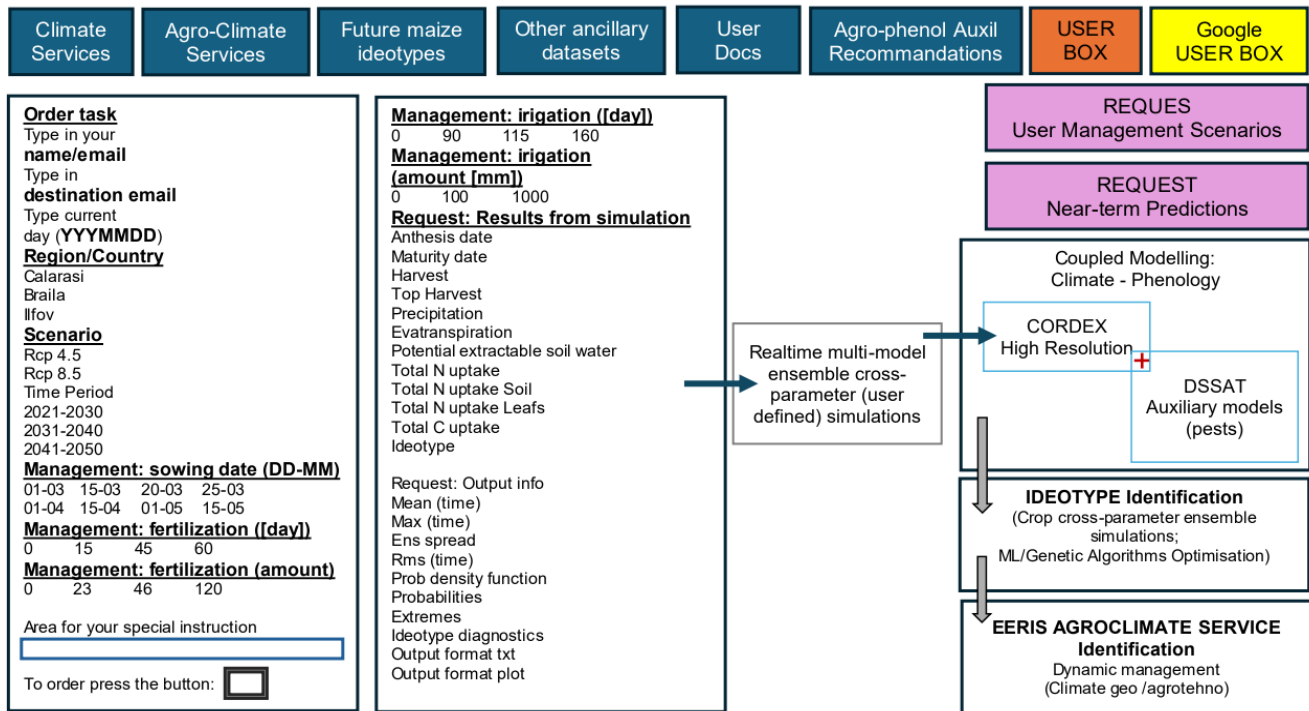 Climate
Services
Agro-Climate
Services
Future maize
ideotypes
Other ancillary
datasets
User
Docs
Agro-phenol Auxil
Recommandations
USER
BOX
Google
USER BOX
Order task
Type in your
name/email
Type in
destination email
Type current
day (YYYMMDD)
Region/Country
Calarasi
Braila
Ilfov
Scenario
Rcp 4.5
Rcp 8.5
Time Period
2021-2030
2031-2040
2041-2050
Management: sowing date (DD-MM)
01-03 15-03 20-03 25-03
01-04 15-04 01-05 15-05
Management: fertilization ([day])
0 15 45 60
Management: fertilization (amount)
0 23 46 120
Area for your special instruction
To order press the button:
Management: irigation ([day])
0 90 115 160
Management: irigation
(amount [mm])
0 100 1000
Request: Results from simulation
Anthesis date
Maturity date
Harvest
Top Harvest
Precipitation
Evatranspiration
Potential extractable soil water
Total N uptake
Total N uptake Soil
Total N uptake Leafs
Total C uptake
Ideotype
Request: Output info
Mean (time)
Max (time)
Ens spread
Rms (time)
Prob density function
Probabilities
Extremes
Ideotype diagnostics
Output format txt
Output format plot
Realtime multi-model
ensemble cross-
parameter (user
defined) simulations
REQUES
User Management Scenarios
REQUEST
Near-term Predictions
Coupled Modelling:
Climate - Phenology
CORDEX
High Resolution
+
DSSAT
Auxiliary models
(pests)
IDEOTYPE Identification
(Crop cross-parameter ensemble
simulations;
ML/Genetic Algorithms Optimisation)
EERIS AGROCLIMATE SERVICE
Identification
Dynamic management
(Climate geo /agrotehno)